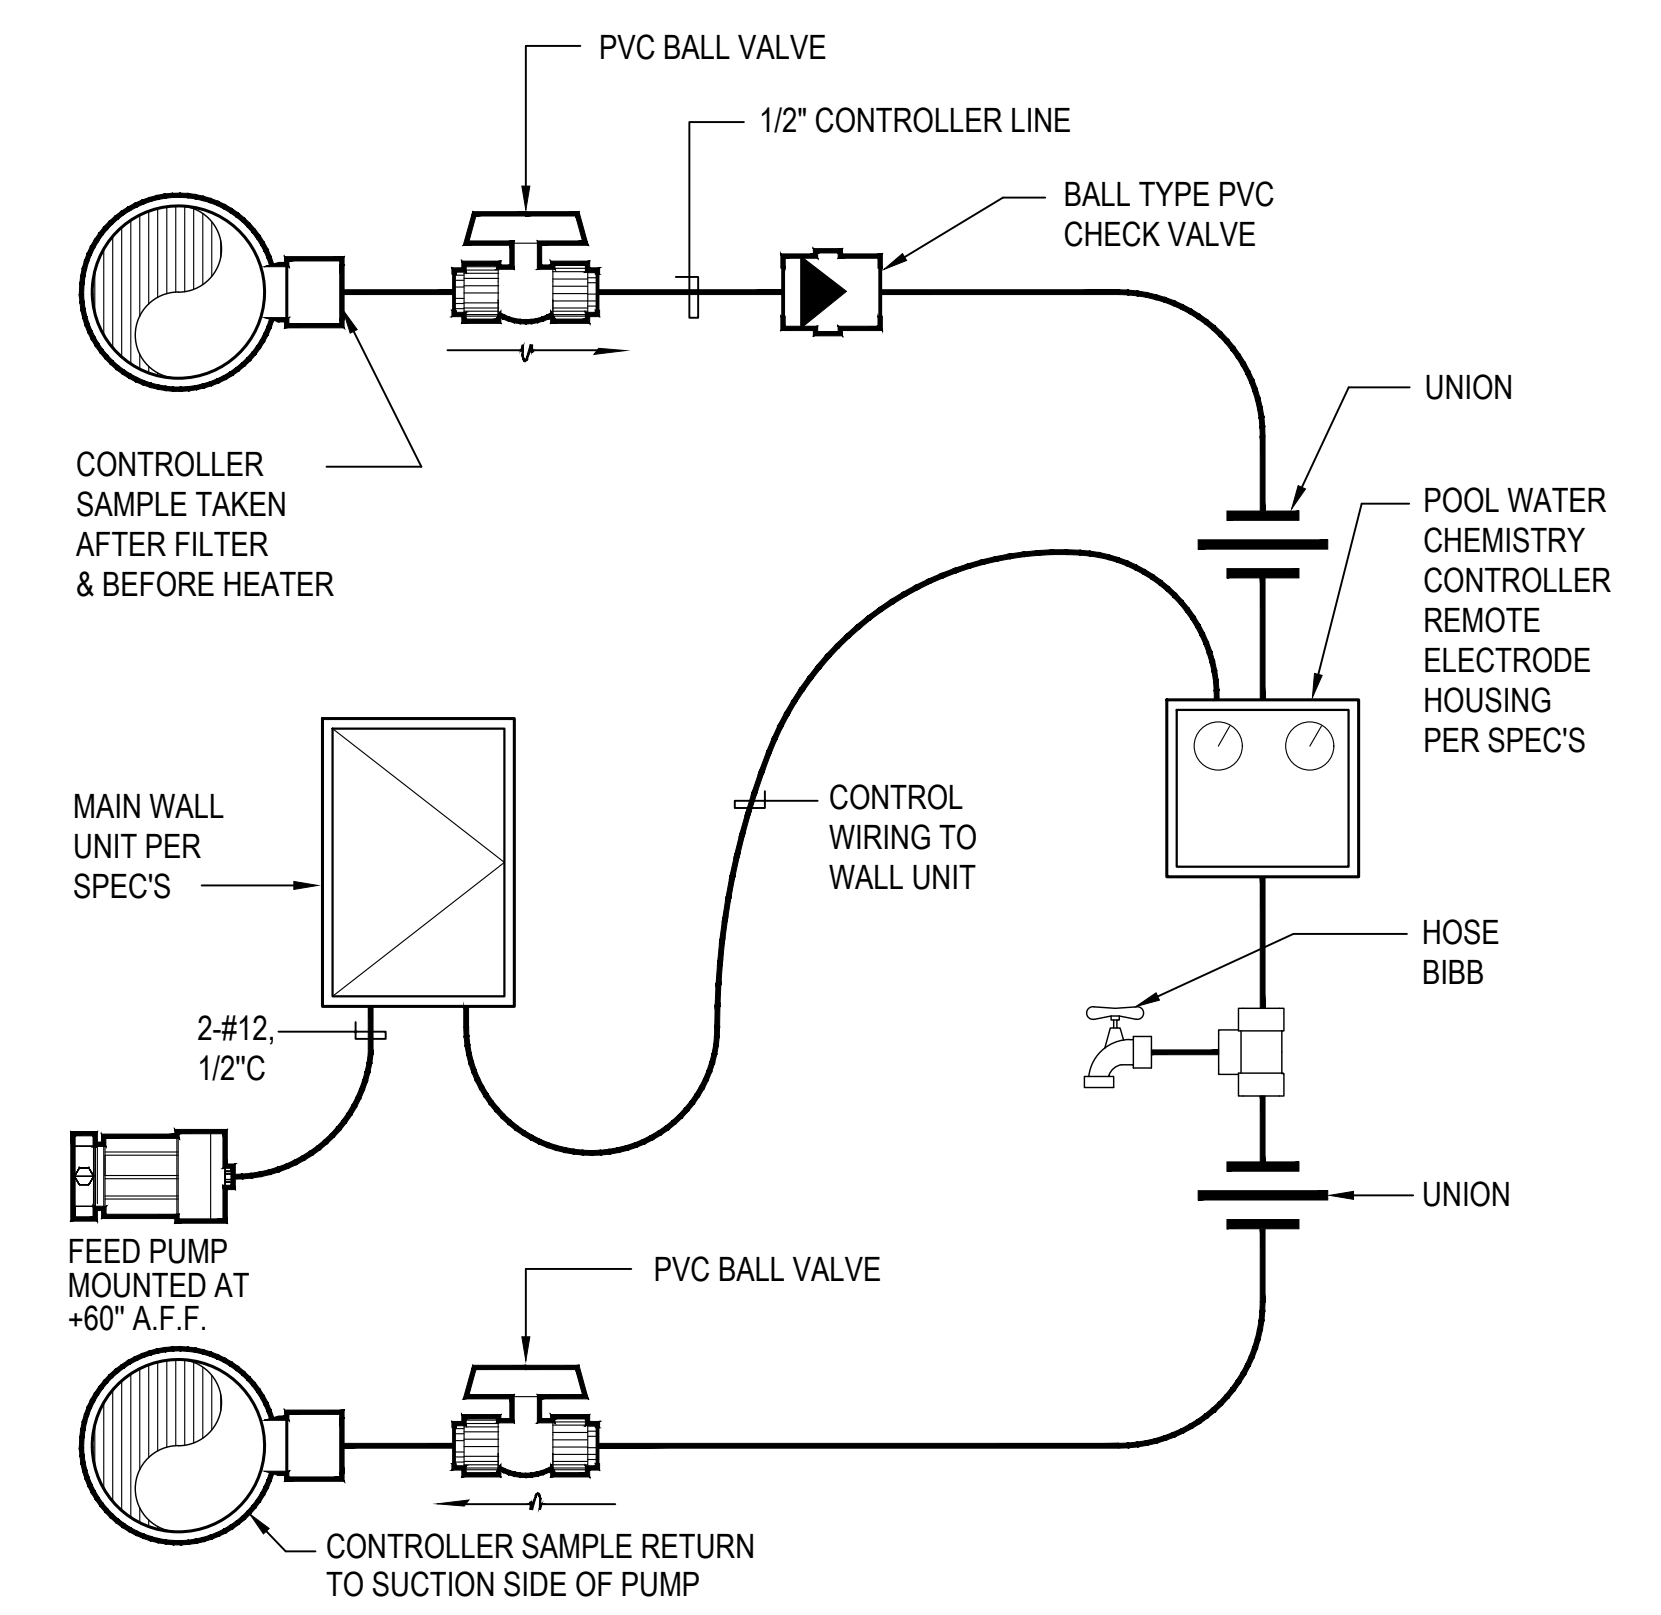 PVC BALL VALVE
1/2" CONTROLLER LINE
BALL TYPE PVC
CHECK VALVE
UNION
CONTROLLER
SAMPLE TAKEN
AFTER FILTER
& BEFORE HEATER
POOL WATER
CHEMISTRY
CONTROLLER
REMOTE
ELECTRODE
HOUSING
PER SPEC'S
MAIN WALL
UNIT PER
SPEC'S
CONTROL
WIRING TO
WALL UNIT
HOSE
BIBB
2-#12,
1/2"C
UNION
FEED PUMP
MOUNTED AT
+60" A.F.F.
PVC BALL VALVE
CONTROLLER SAMPLE RETURN
TO SUCTION SIDE OF PUMP